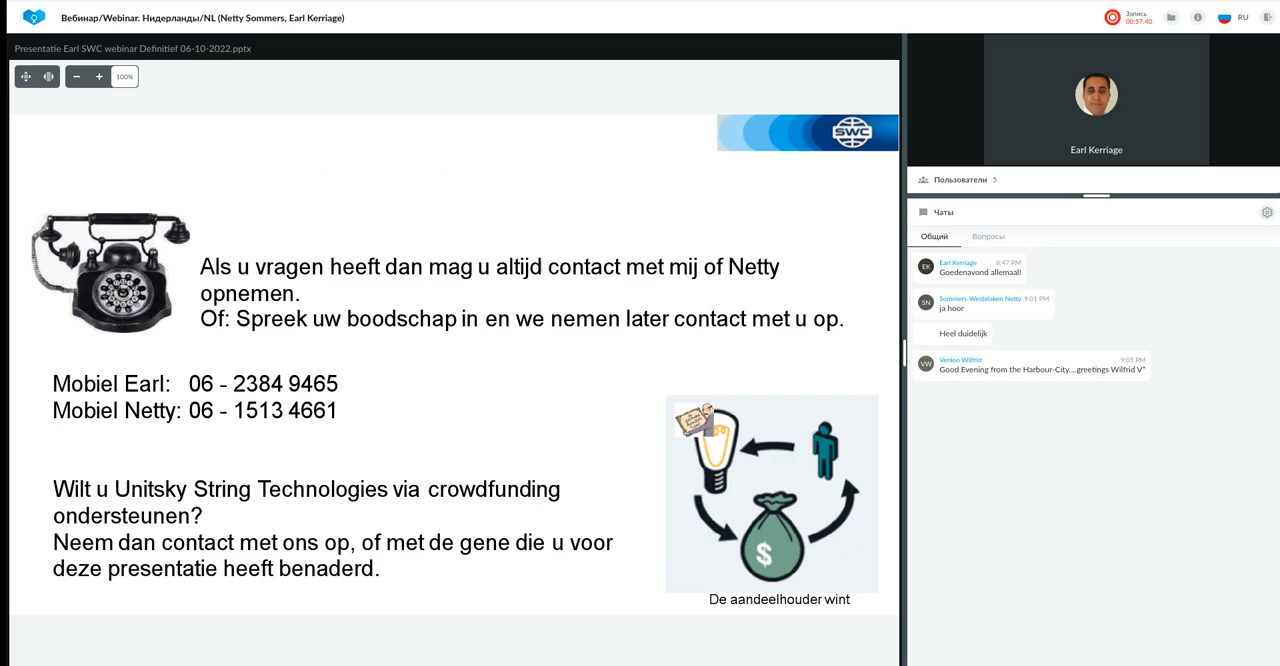 Вебинар/Webinar. Нидерланды/NL (Netty Sommers, Earl Kerriage)
Запись
00:57:40
RU
Presentatie Earl SWC webinar Definitief 06-10-2022.pptx
100%
SWC
Als u vragen heeft dan mag u altijd contact met mij of Netty
opnemen.
Of: Spreek uw boodschap in en we nemen later contact met u op.
Mobiel Earl: 06 - 2384 9465
Mobiel Netty: 06 - 1513 4661
Wilt u Unitsky String Technologies via crowdfunding
ondersteunen?
Neem dan contact met ons op, of met de gene die u voor
deze presentatie heeft benaderd.
$
De aandeelhouder wint
Earl Kerriage
Пользователи 5
Чаты
Общий Вопросы
EK
Earl Kerriage 8:47 PM
Goedenavond allemaal!
SN
Sommers-Westelaken Netty 9:01 PM
ja hoor
Heel duidelijk
VW
Venloo Wilfrid 9:05 PM
Good Evening from the Harbour-City....greetings Wilfrid V"